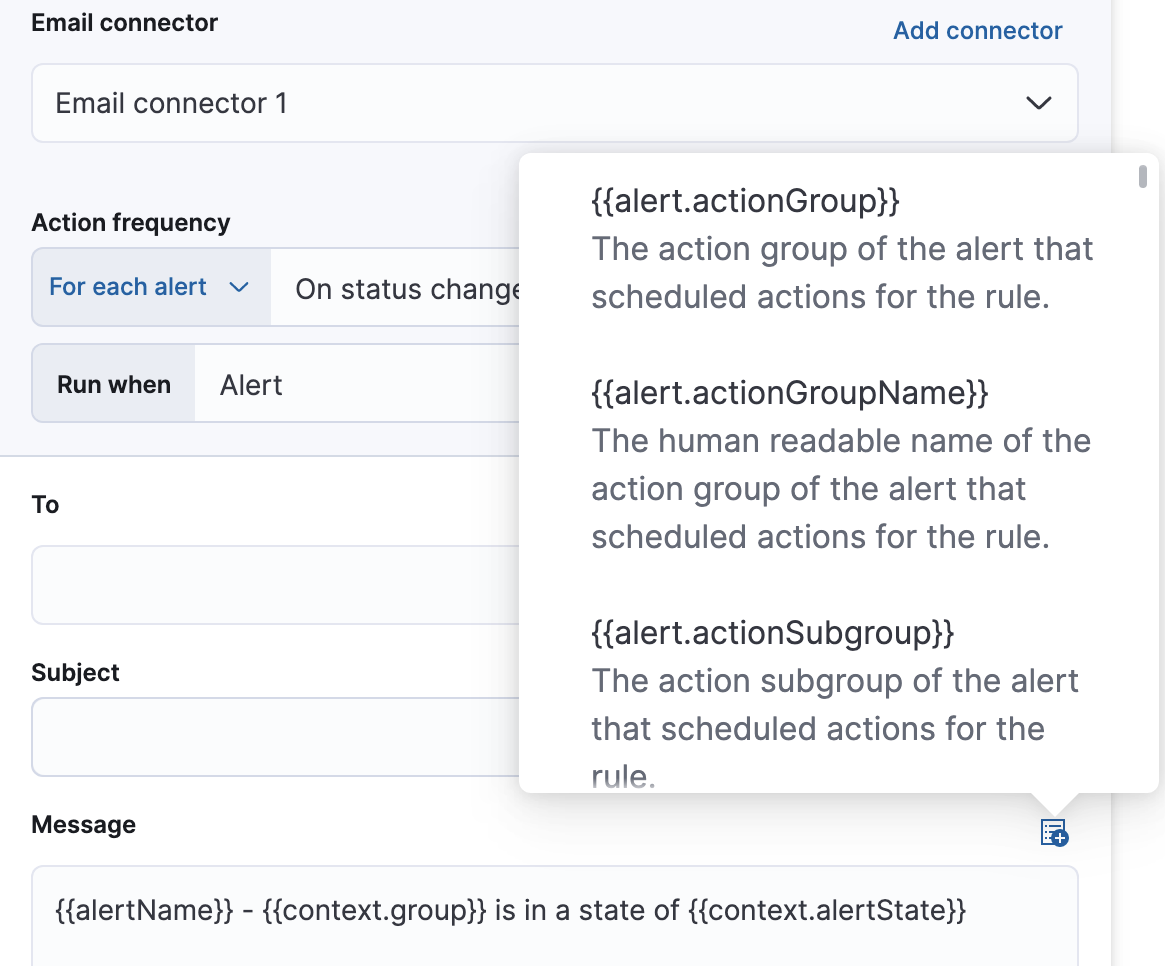 Email connector
Add connector
Email connector 1
Action frequency
For each alert
On status change
Run when
Alert
To
Subject
Message
{{alert.actionGroup}}
The action group of the alert that
scheduled actions for the rule.
{{alert.actionGroupName}}
The human readable name of the
action group of the alert that
scheduled actions for the rule.
{{alert.actionSubgroup}}
The action subgroup of the alert
that scheduled actions for the
rule.
{{alertName}} - {{context.group}} is in a state of {{context.alertState}}